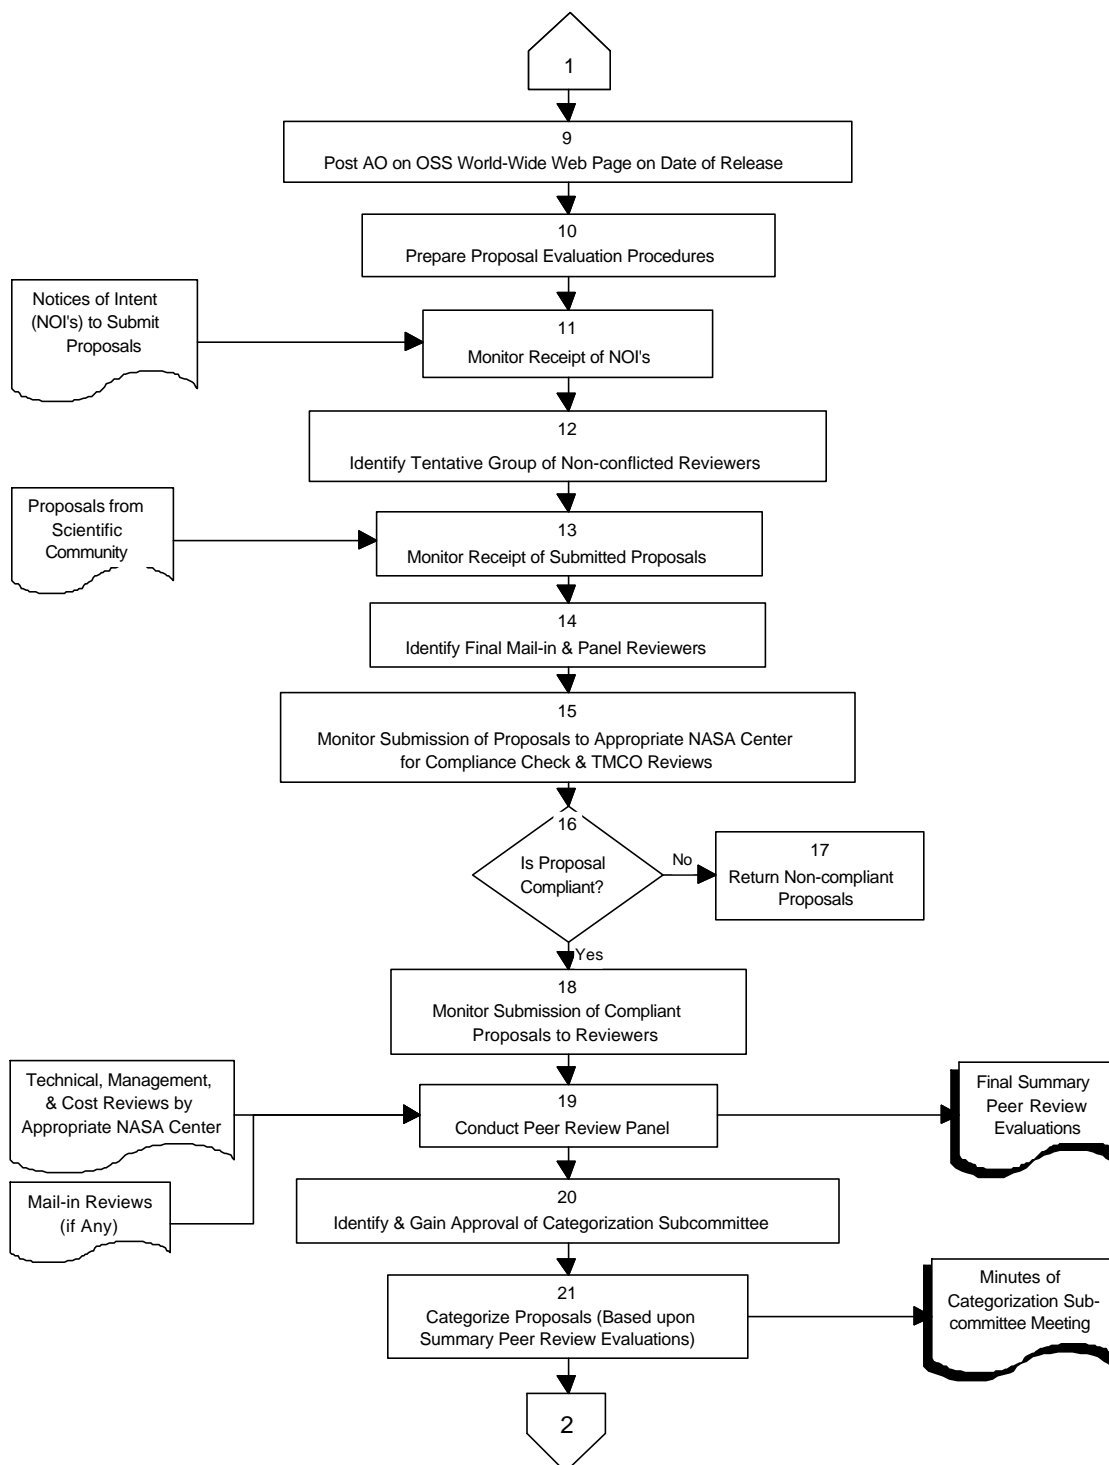 1
9
Post AO on OSS World-Wide Web Page on Date of Release
10
Prepare Proposal Evaluation Procedures
Notices of Intent
(NOI's) to Submit
Proposals
11
Monitor Receipt of NOI's
12
Identify Tentative Group of Non-conflicted Reviewers
Proposals from
Scientific
Community
13
Monitor Receipt of Submitted Proposals
14
Identify Final Mail-in & Panel Reviewers
15
Monitor Submission of Proposals to Appropriate NASA Center
for Compliance Check & TMCO Reviews
16
Is Proposal
Compliant?
No
17
Return Non-compliant
Proposals
Yes
18
Monitor Submission of Compliant
Proposals to Reviewers
Technical, Management,
& Cost Reviews by
Appropriate NASA Center
19
Conduct Peer Review Panel
Final Summary
Peer Review
Evaluations
Mail-in Reviews
(if Any)
20
Identify & Gain Approval of Categorization Subcommittee
21
Categorize Proposals (Based upon
Summary Peer Review Evaluations)
Minutes of
Categorization Sub-
committee Meeting
2